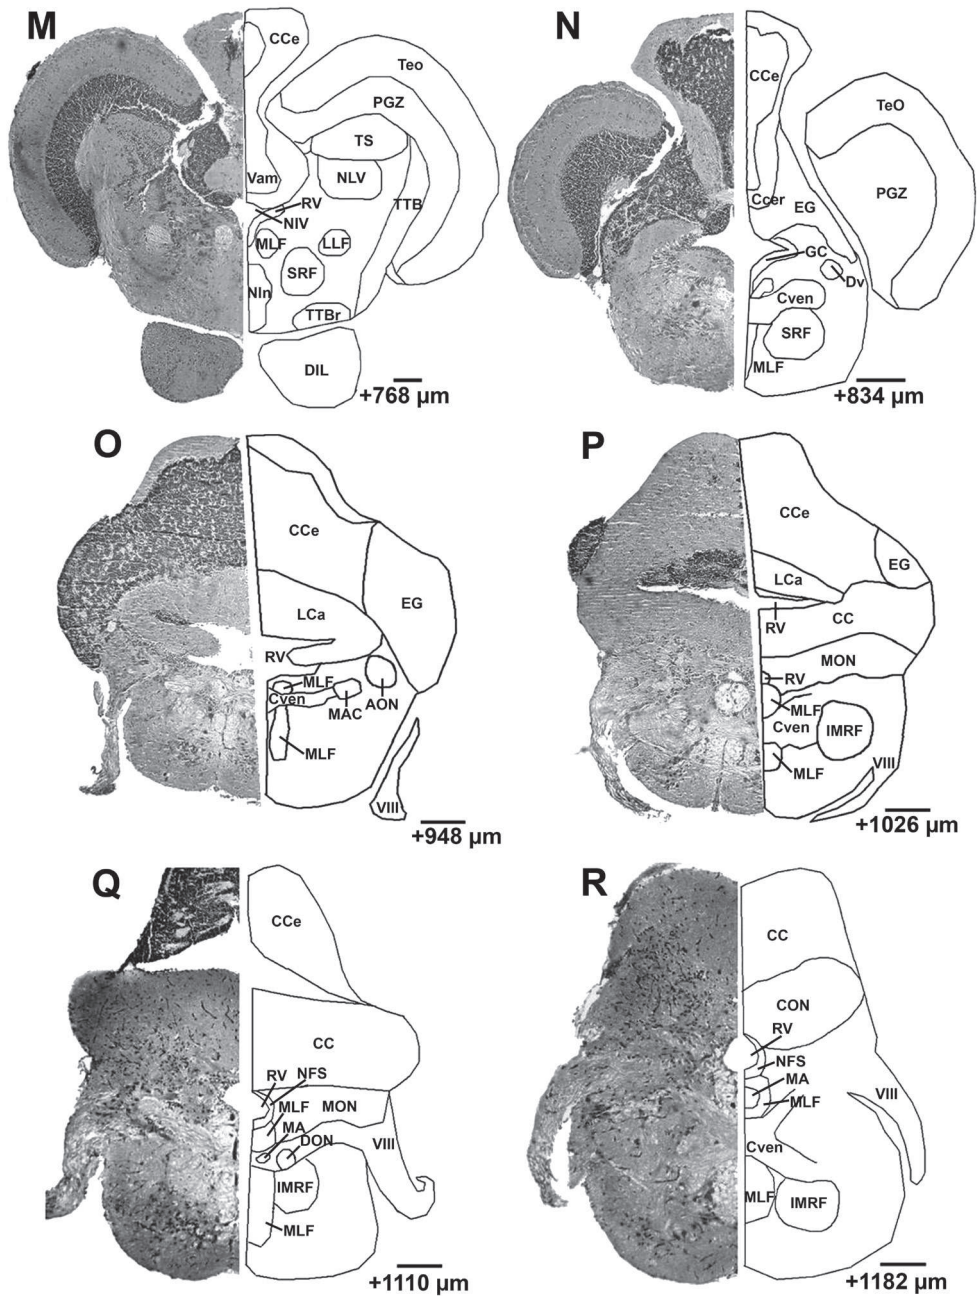 M
CCe
Teo
PGZ
TS
NLV
Vam
RV
TTB
NIV
MLF
LLF
SRF
NIn
TTBr
DIL
+768 µm
N
CCe
TeO
PGZ
Ccer
EG
GC
Dv
Cven
SRF
MLF
+834 µm
O
CCe
EG
LCa
RV
MLF
Cven
MAC
AON
MLF
VIII
+948 µm
P
CCe
EG
LCa
RV
CC
MON
RV
MLF
Cven
IMRF
VIII
MLF
+1026 µm
Q
CCe
CC
RV NFS
MLF
MON
MA
DON
VIII
IMRF
MLF
+1110 µm
R
CC
CON
RV
NFS
MA
MLF
VIII
Cven
MLF
IMRF
+1182 µm